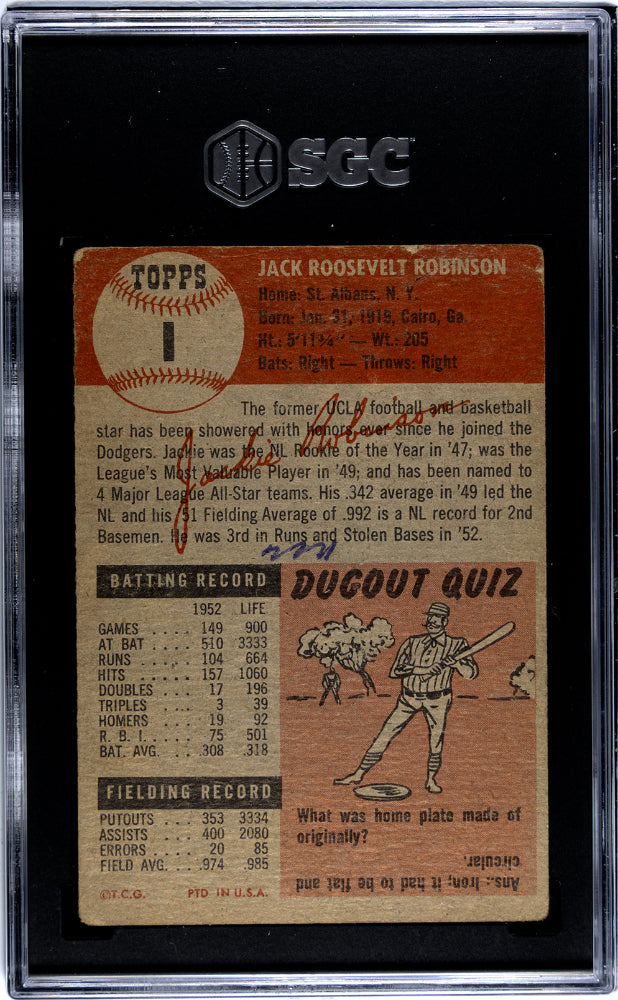 SGC
TOPPS
1
JACK ROOSEVELT ROBINSON
Home: St. Albans, N. Y.
Born: Jan. 31, 1919, Cairo, Ga.
Ht.: 5'11¾" — Wt.: 205
Bats: Right — Throws: Right
The former UCLA football and basketball
star has been showered with honors ever since he joined the
Dodgers. Jackie was the NL Rookie of the Year in '47; was the
League's Most Valuable Player in '49; and has been named to
4 Major League All-Star teams. His .342 average in '49 led the
NL and his '51 Fielding Average of .992 is a NL record for 2nd
Basemen. He was 3rd in Runs and Stolen Bases in '52.
Jackie Robinson
BATTING RECORD
1952 LIFE
GAMES .... 149 900
AT BAT .... 510 3333
RUNS ..... 104 664
HITS ...... 157 1060
DOUBLES ... 17 196
TRIPLES .... 3 39
HOMERS ... 19 92
R. B. I. .... 75 501
BAT. AVG. ... .308 .318
FIELDING RECORD
PUTOUTS ... 353 3334
ASSISTS .... 400 2080
ERRORS .... 20 85
FIELD AVG. .. .974 .985
©T.C.G. PTD IN U.S.A.
DUGOUT QUIZ
What was home plate made of
originally?
Ans.: Iron; it had to be flat and
circular.